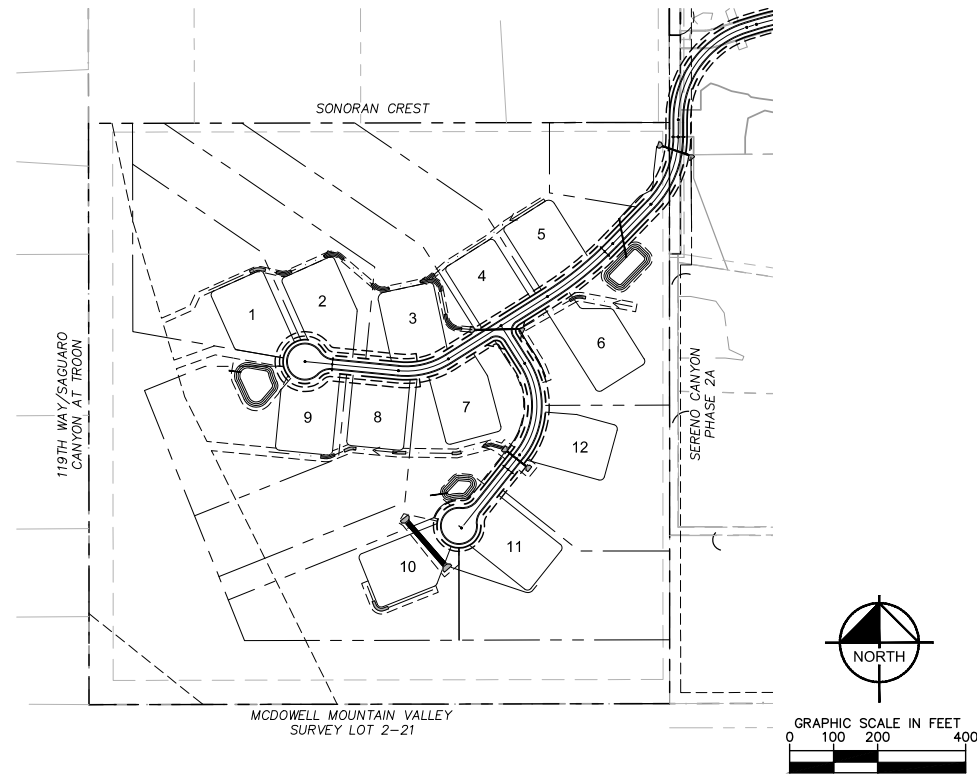 SONORAN CREST
5
4
2
1
3
6
119TH WAY/SAGUARO
CANYON AT TROON
SERENO CANYON
PHASE 2A
7
9
8
12
11
10
NORTH
MCDOWELL MOUNTAIN VALLEY
SURVEY LOT 2-21
GRAPHIC SCALE IN FEET
0 100 200 400